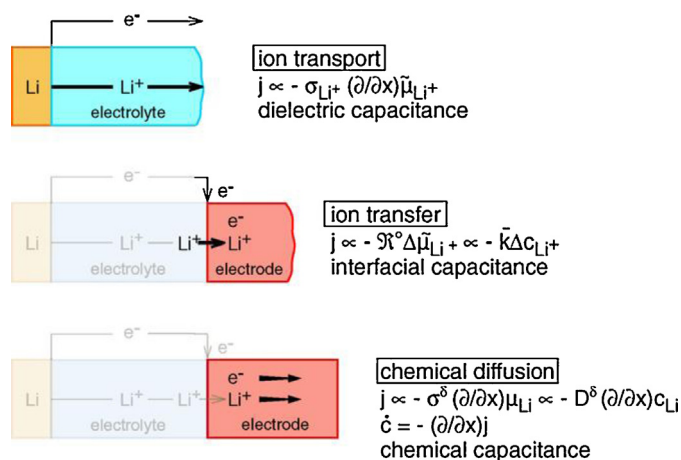 e⁻
ion transport
Li Li⁺ j ∝ - σLi⁺ (∂/∂x)μ̃Li⁺
electrolyte dielectric capacitance
e⁻ e⁻
ion transfer
e⁻
Li Li⁺ Li⁺ Li⁺ j ∝ - ℜ° Δμ̃Li⁺ ∝ - k̄ΔcLi⁺
electrolyte electrode interfacial capacitance
e⁻ e⁻
chemical diffusion
e⁻
Li Li⁺ Li⁺ Li⁺ j ∝ - σᵟ (∂/∂x)μLi ∝ - Dᵟ (∂/∂x)cLi
electrolyte electrode ċ = - (∂/∂x)j
chemical capacitance